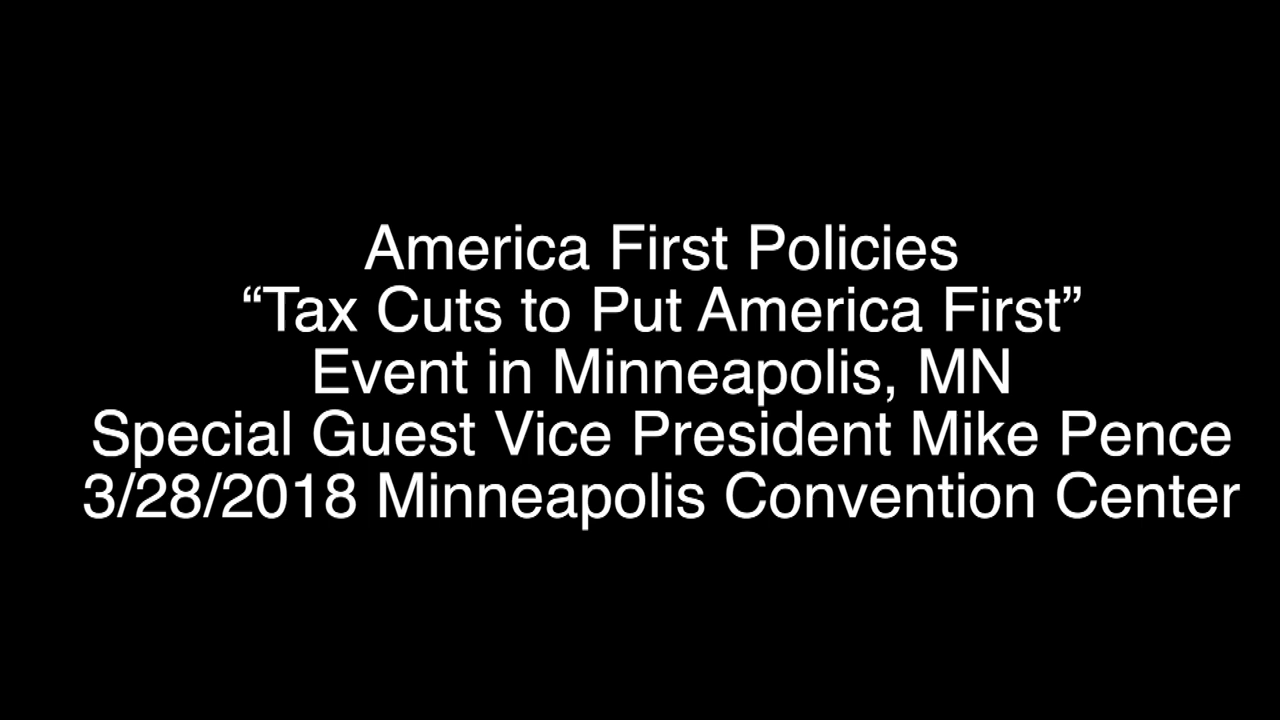 America First Policies
“Tax Cuts to Put America First”
Event in Minneapolis, MN
Special Guest Vice President Mike Pence
3/28/2018 Minneapolis Convention Center